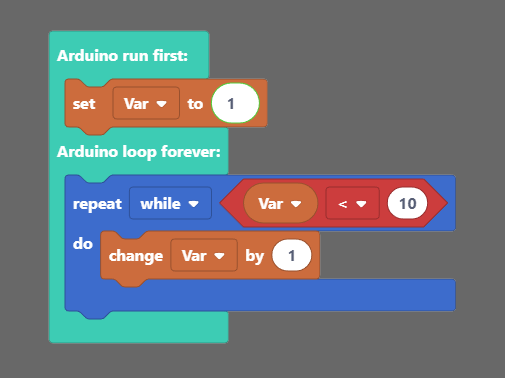 Arduino run first:
set Var to 1
Arduino loop forever:
repeat while Var < 10
do
change Var by 1